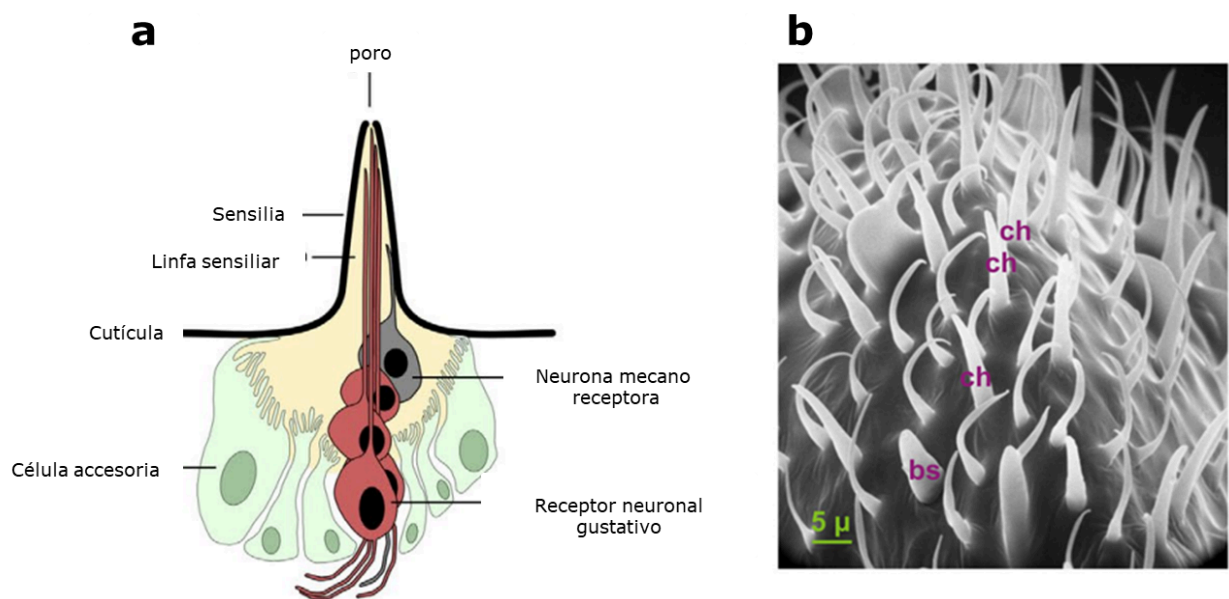 a
poro
Sensilia
Linfa sensiliar
Cutícula
Célula accesoria
Neurona mecano
receptora
Receptor neuronal
gustativo
b
ch
ch
ch
bs
5 µ